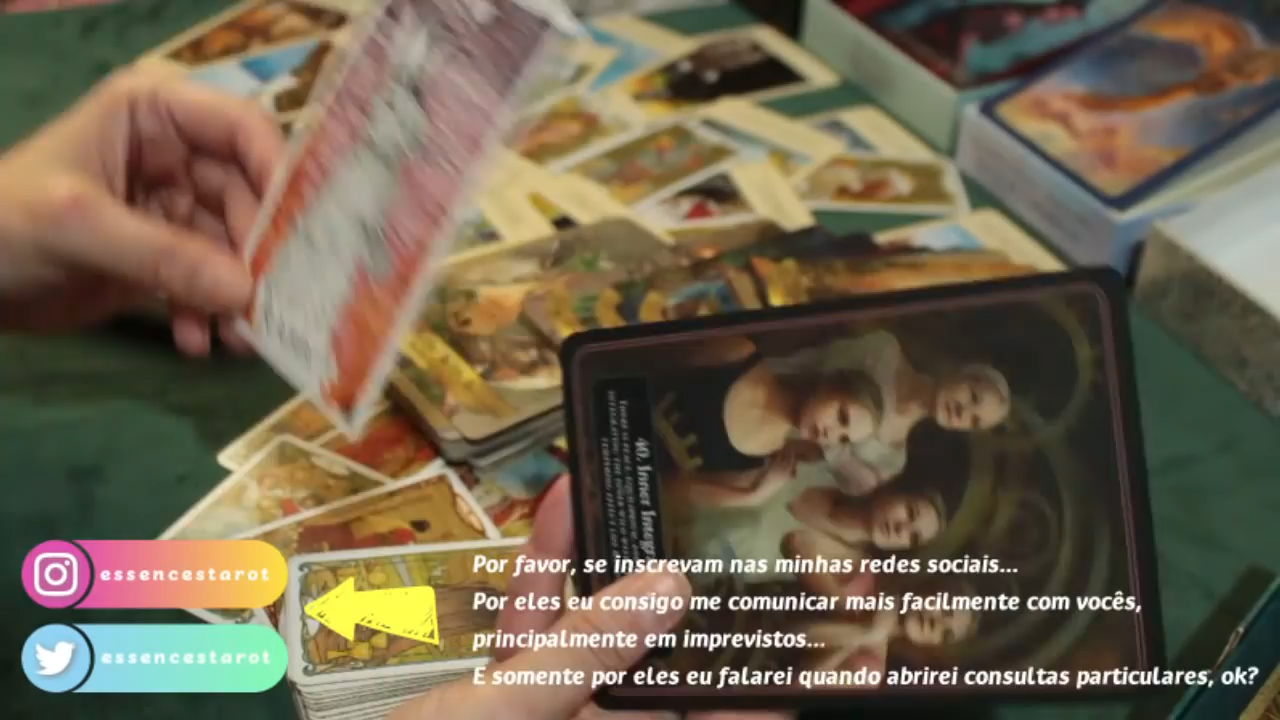 40. Inner
essencestarot
essencestarot
Por favor, se inscrevam nas minhas redes sociais...
Por eles eu consigo me comunicar mais facilmente com vocês,
principalmente em imprevistos...
E somente por eles eu falarei quando abrirei consultas particulares, ok?